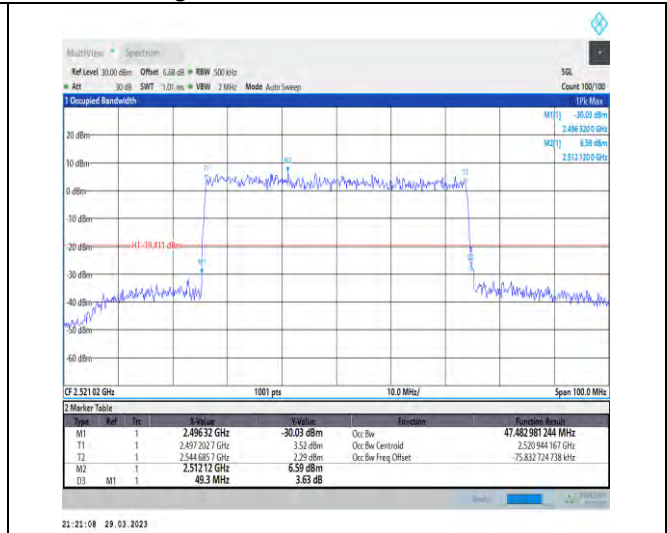 MultiView Spectrum
Ref Level 30.00 dBm Offset 6.68 dB RBW 500 kHz SGL
Att 30 dB SWT 1.01 ms VBW 2 MHz Mode Auto Sweep Count 100/100
1 Occupied Bandwidth 1Pk Max
M1[1] -30.03 dBm
2.496 320 0 GHz
M2[1] 6.59 dBm
2.512 120 0 GHz
20 dBm
10 dBm
0 dBm
-10 dBm
-20 dBm
H1 -19.411 dBm
-30 dBm
-40 dBm
-50 dBm
-60 dBm
T1
M2
T2
M1
CF 2.521 02 GHz 1001 pts 10.0 MHz/ Span 100.0 MHz
2 Marker Table
Type Ref Trc X-Value Y-Value Function Function Result
M1 1 2.496 32 GHz -30.03 dBm Occ Bw 47.482 981 244 MHz
T1 1 2.497 202 7 GHz 3.52 dBm Occ Bw Centroid 2.520 944 167 GHz
T2 1 2.544 685 7 GHz 2.29 dBm Occ Bw Freq Offset -75.832 724 738 kHz
M2 1 2.512 12 GHz 6.59 dBm
D3 M1 1 49.3 MHz 3.63 dB
21:21:08 29.03.2023